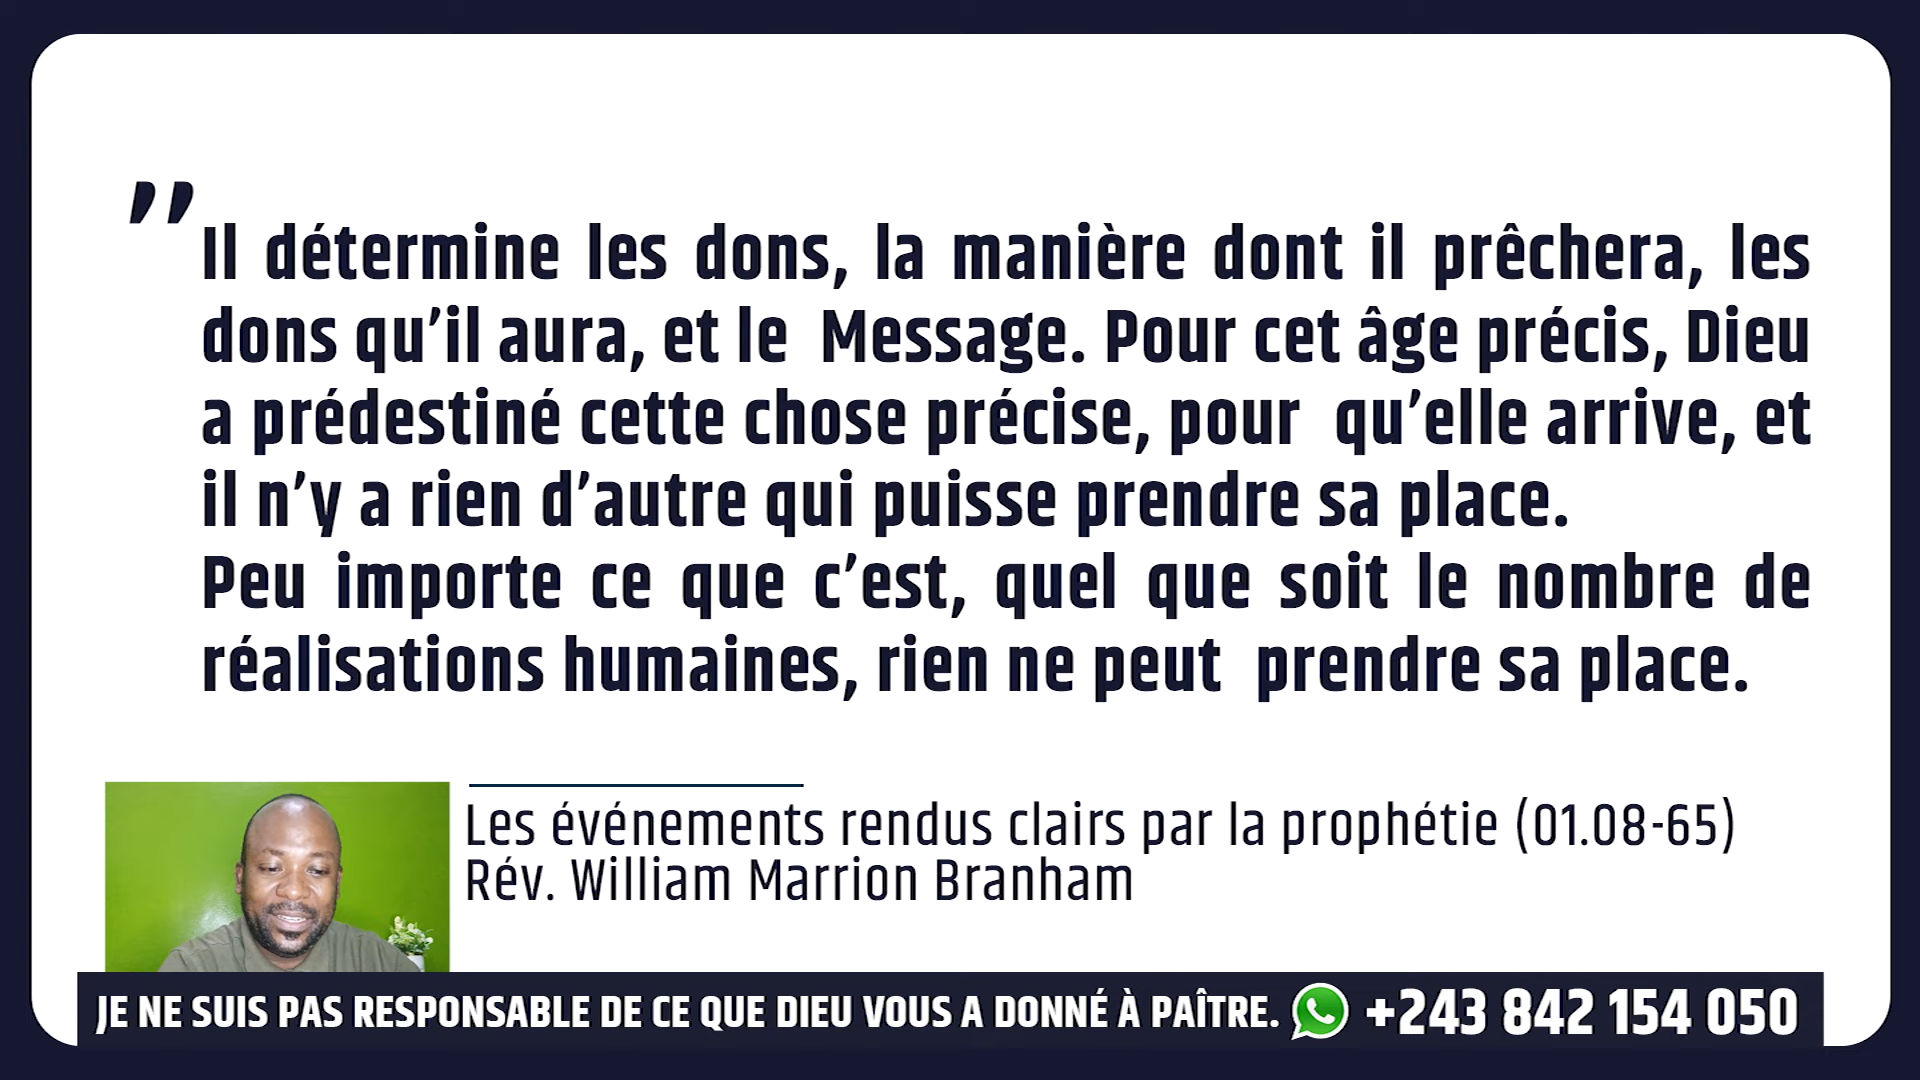 ”
Il détermine les dons, la manière dont il prêchera, les
dons qu’il aura, et le Message. Pour cet âge précis, Dieu
a prédestiné cette chose précise, pour qu’elle arrive, et
il n’y a rien d’autre qui puisse prendre sa place.
Peu importe ce que c’est, quel que soit le nombre de
réalisations humaines, rien ne peut prendre sa place.
Les événements rendus clairs par la prophétie (01.08-65)
Rév. William Marrion Branham
JE NE SUIS PAS RESPONSABLE DE CE QUE DIEU VOUS A DONNÉ À PAÎTRE. +243 842 154 050